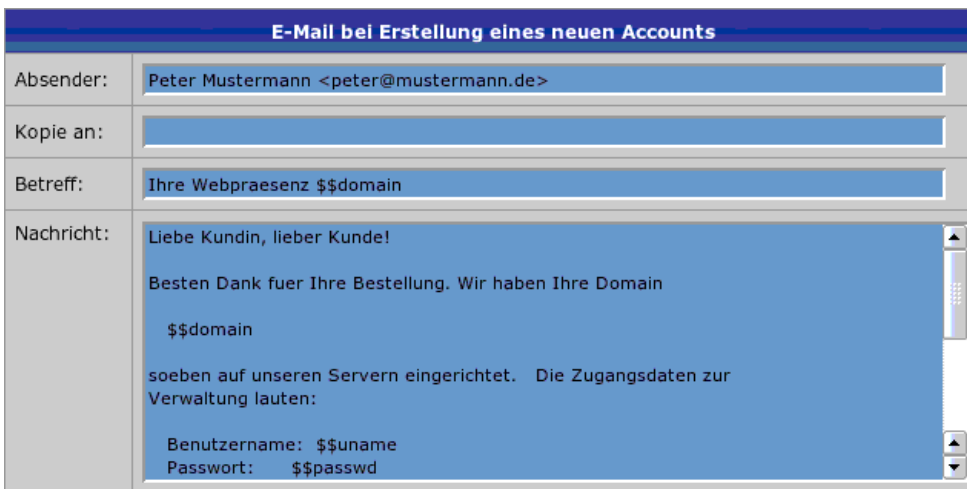 E-Mail bei Erstellung eines neuen Accounts
Absender: Peter Mustermann <peter@mustermann.de>
Kopie an:
Betreff: Ihre Webpraesenz $$domain
Nachricht: Liebe Kundin, lieber Kunde!
Besten Dank fuer Ihre Bestellung. Wir haben Ihre Domain
$$domain
soeben auf unseren Servern eingerichtet. Die Zugangsdaten zur
Verwaltung lauten:
Benutzername: $$uname
Passwort: $$passwd